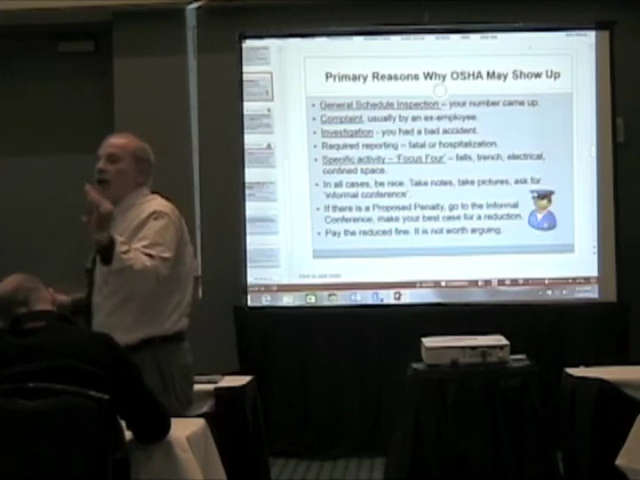 Primary Reasons Why OSHA May Show Up
• General Schedule Inspection – your number came up.
• Complaint, usually by an ex-employee.
• Investigation - you had a bad accident.
• Required reporting – fatal or hospitalization.
• Specific activity – 'Focus Four' – falls, trench, electrical,
confined space.
• In all cases, be nice. Take notes, take pictures, ask for
'informal conference'.
• If there is a Proposed Penalty, go to the Informal
Conference, make your best case for a reduction.
• Pay the reduced fine. It is not worth arguing.
Click to add notes